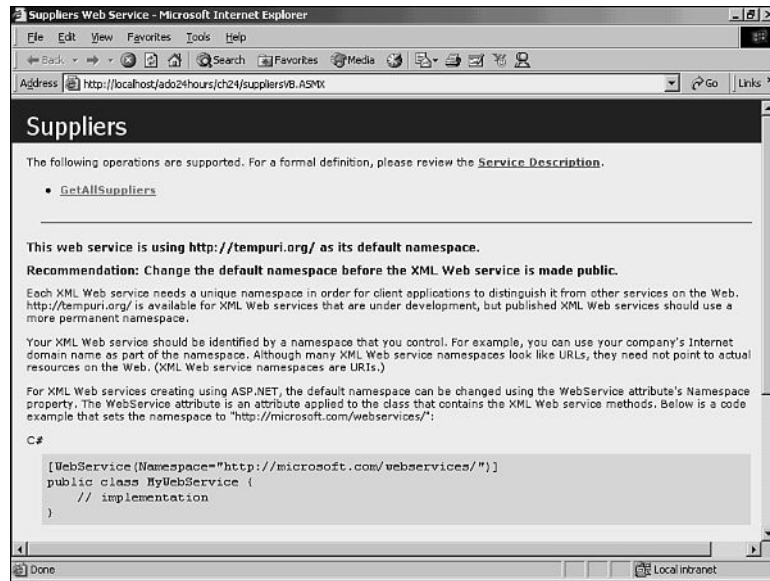 Suppliers Web Service - Microsoft Internet Explorer
File Edit View Favorites Tools Help
Back Search Favorites Media
Address http://localhost/ado24hours/ch24/suppliersVB.ASMX Go Links
Suppliers
The following operations are supported. For a formal definition, please review the Service Description.
• GetAllSuppliers
This web service is using http://tempuri.org/ as its default namespace.
Recommendation: Change the default namespace before the XML Web service is made public.
Each XML Web service needs a unique namespace in order for client applications to distinguish it from other services on the Web.
http://tempuri.org/ is available for XML Web services that are under development, but published XML Web services should use a
more permanent namespace.
Your XML Web service should be identified by a namespace that you control. For example, you can use your company's Internet
domain name as part of the namespace. Although many XML Web service namespaces look like URLs, they need not point to actual
resources on the Web. (XML Web service namespaces are URIs.)
For XML Web services creating using ASP.NET, the default namespace can be changed using the WebService attribute's Namespace
property. The WebService attribute is an attribute applied to the class that contains the XML Web service methods. Below is a code
example that sets the namespace to "http://microsoft.com/webservices/":
C#
[WebService(Namespace="http://microsoft.com/webservices/")]
public class MyWebService {
// implementation
}
Done Local intranet